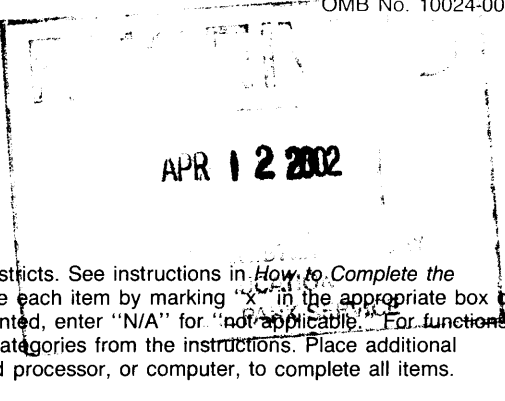 OMB No. 10024-00
APR 12 2002
stricts. See instructions in How to Complete the
e each item by marking "x" in the appropriate box
nted, enter "N/A" for "not applicable." For functions
ategories from the instructions. Place additional
d processor, or computer, to complete all items.